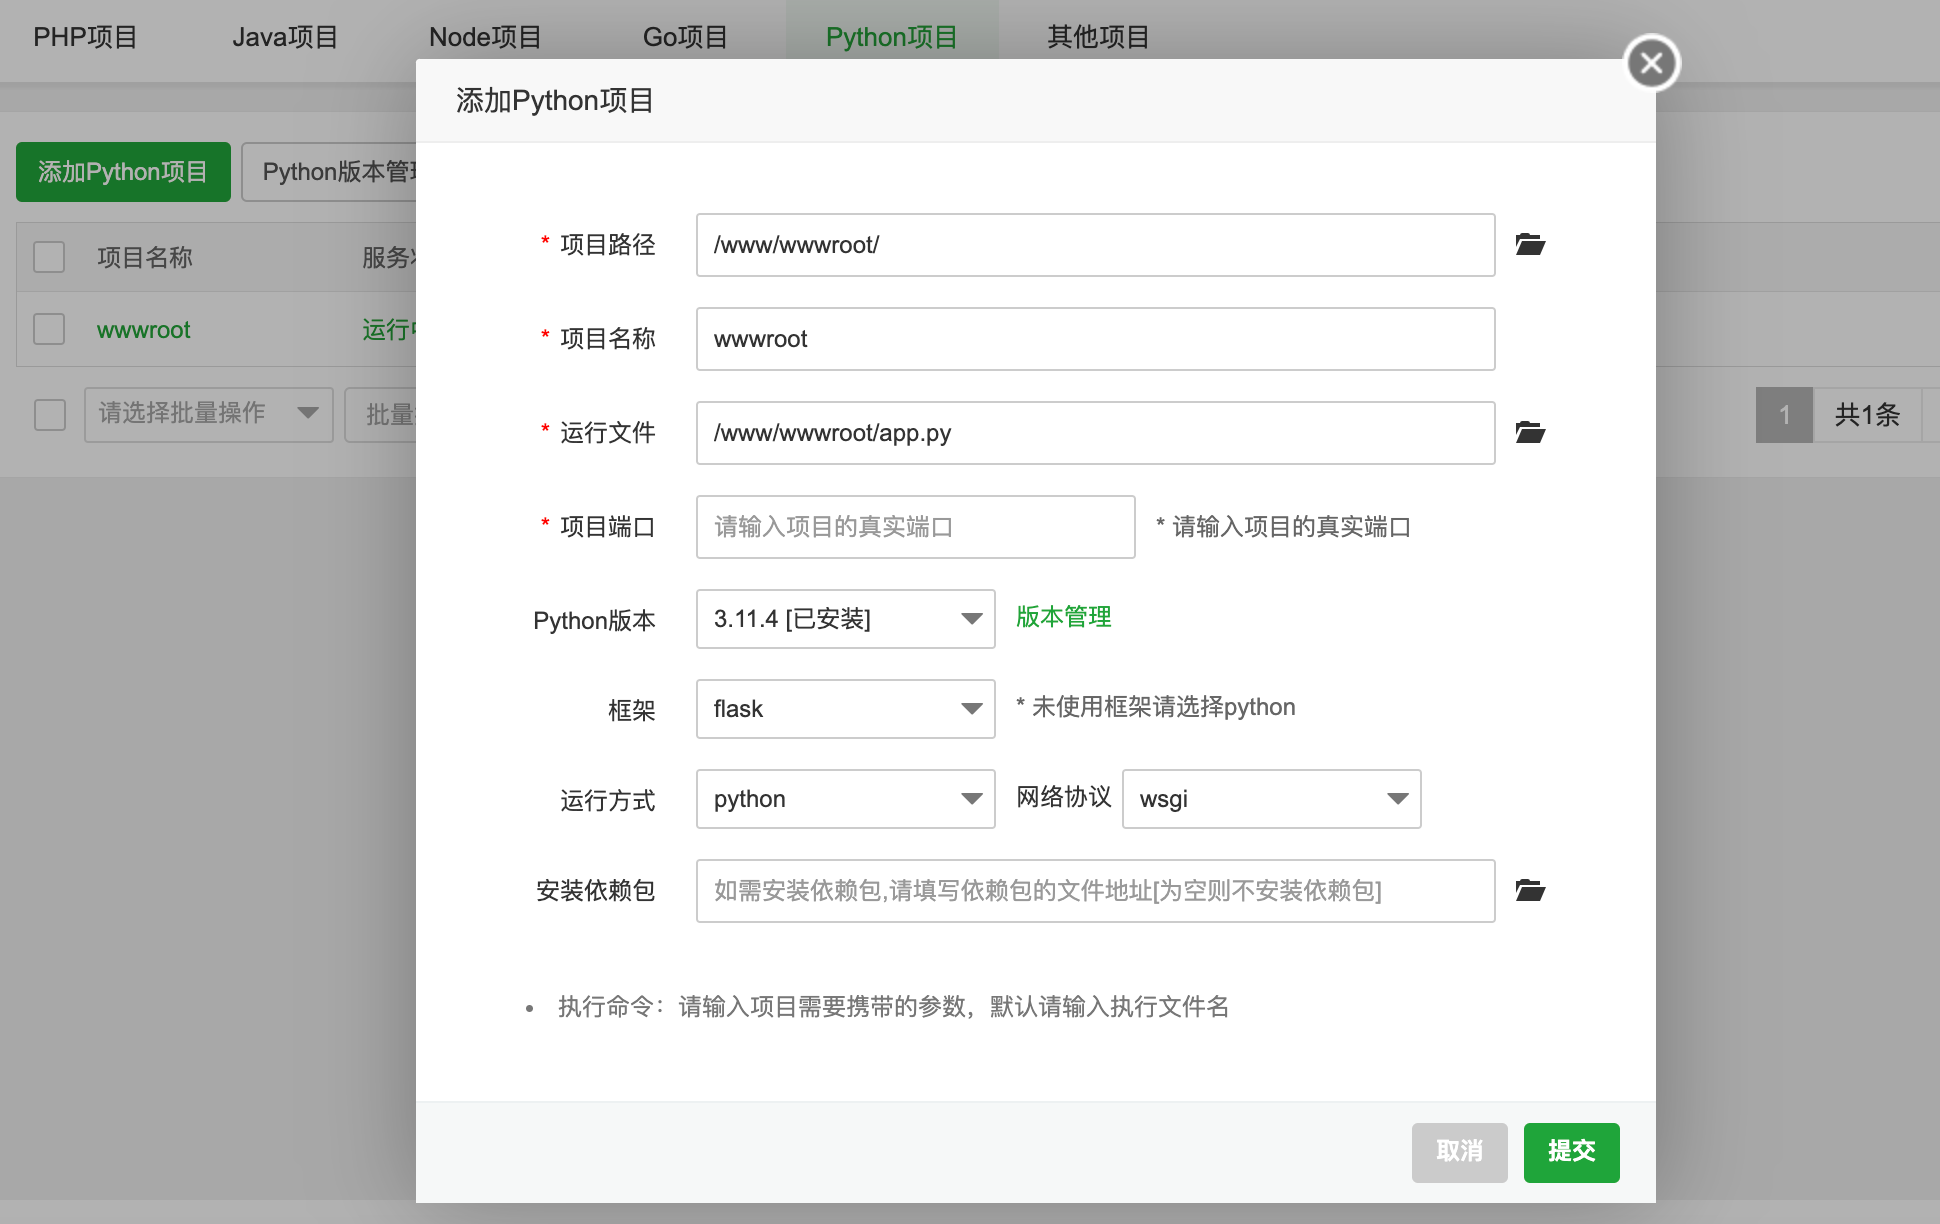 PHP项目 Java项目 Node项目 Go项目 Python项目 其他项目
添加Python项目
添加Python项目 Python版本管
项目名称 服务
wwwroot 运行
请选择批量操作 批量
1 共1条
* 项目路径 /www/wwwroot/
* 项目名称 wwwroot
* 运行文件 /www/wwwroot/app.py
* 项目端口 请输入项目的真实端口 * 请输入项目的真实端口
Python版本 3.11.4 [已安装] 版本管理
框架 flask * 未使用框架请选择python
运行方式 python 网络协议 wsgi
安装依赖包 如需安装依赖包,请填写依赖包的文件地址[为空则不安装依赖包]
• 执行命令：请输入项目需要携带的参数，默认请输入执行文件名
取消 提交